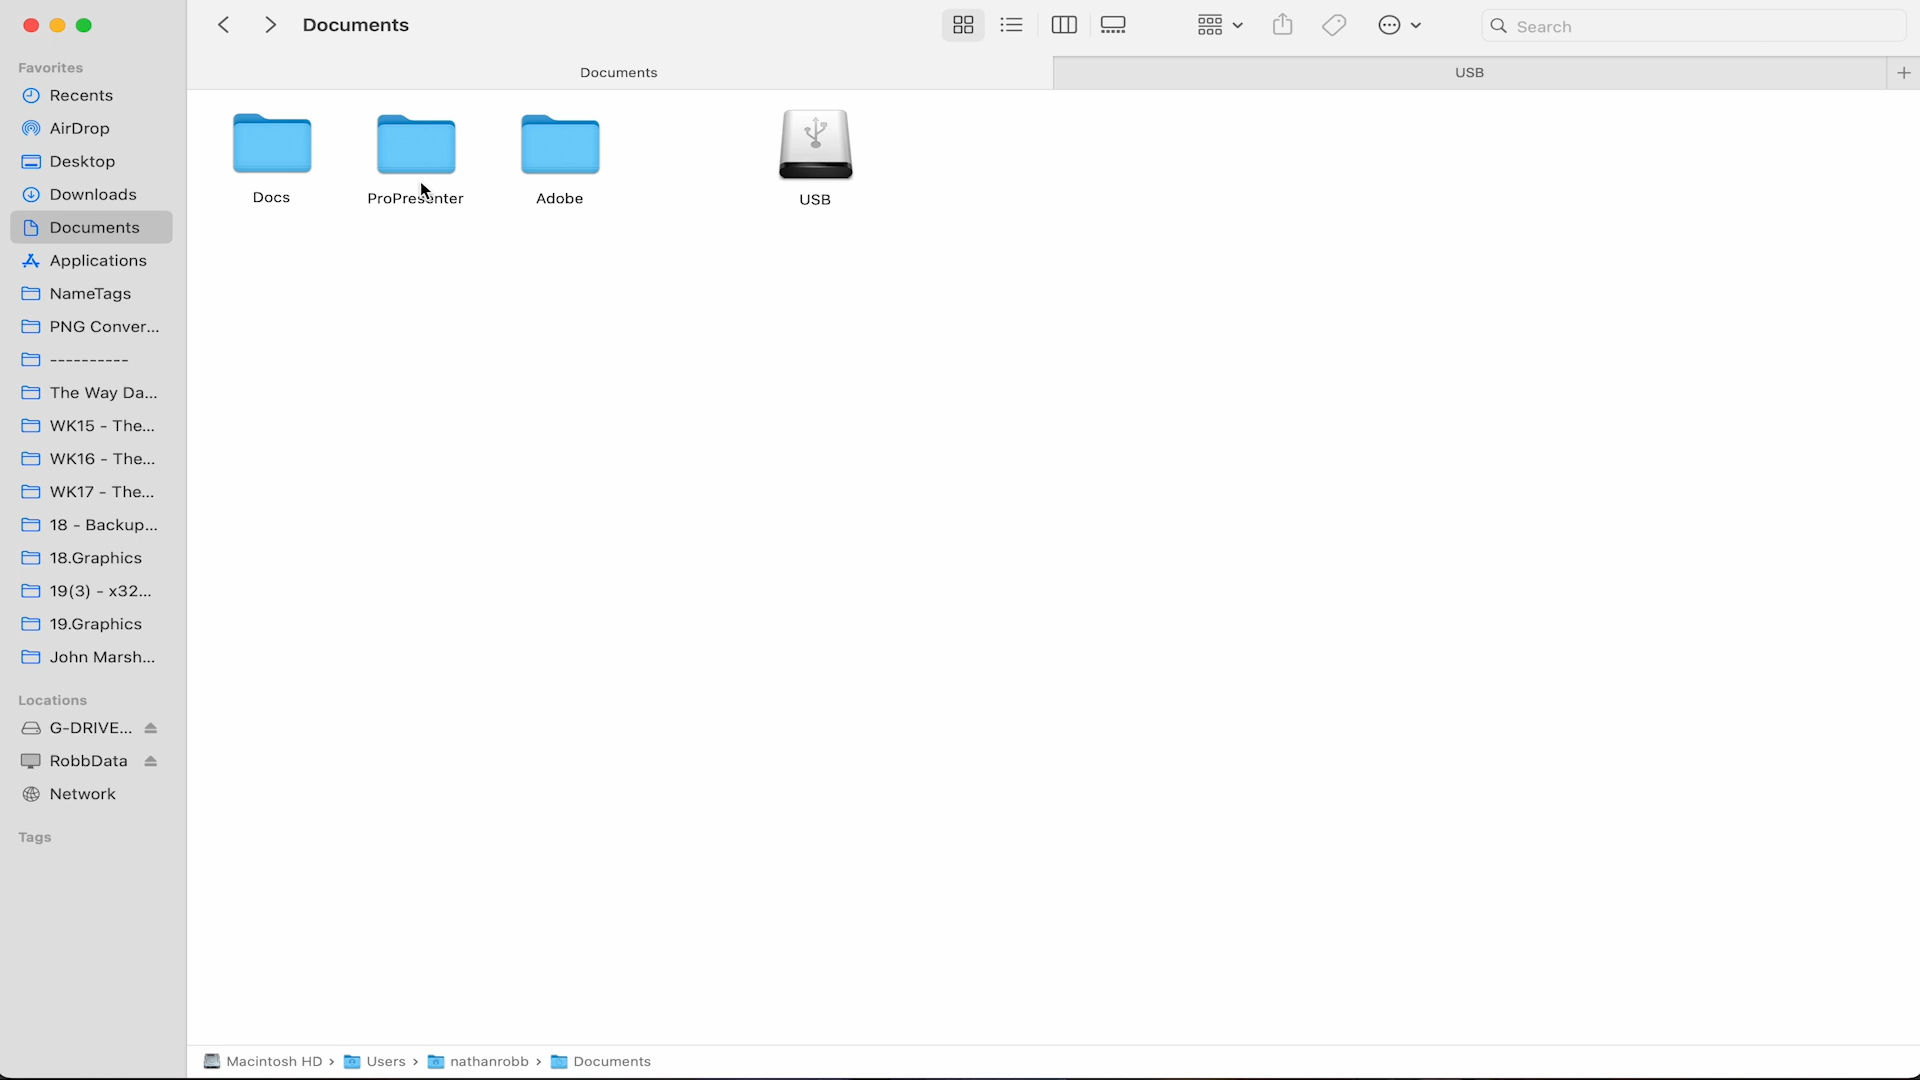 Documents
Search
Documents
USB
Favorites
Recents
AirDrop
Desktop
Downloads
Documents
Applications
NameTags
PNG Conver...
----------
The Way Da...
WK15 - The...
WK16 - The...
WK17 - The...
18 - Backup...
18.Graphics
19(3) - x32...
19.Graphics
John Marsh...
Locations
G-DRIVE...
RobbData
Network
Tags
Docs
ProPresenter
Adobe
USB
Macintosh HD › Users › nathanrobb › Documents